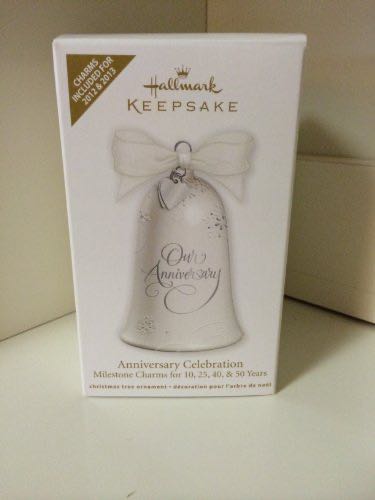 CHARMS
INCLUDED FOR
2012 & 2013
Hallmark
KEEPSAKE
Our
Anniversary
Anniversary Celebration
Milestone Charms for 10, 25, 40, & 50 Years
christmas tree ornament - décoration pour l'arbre de noël